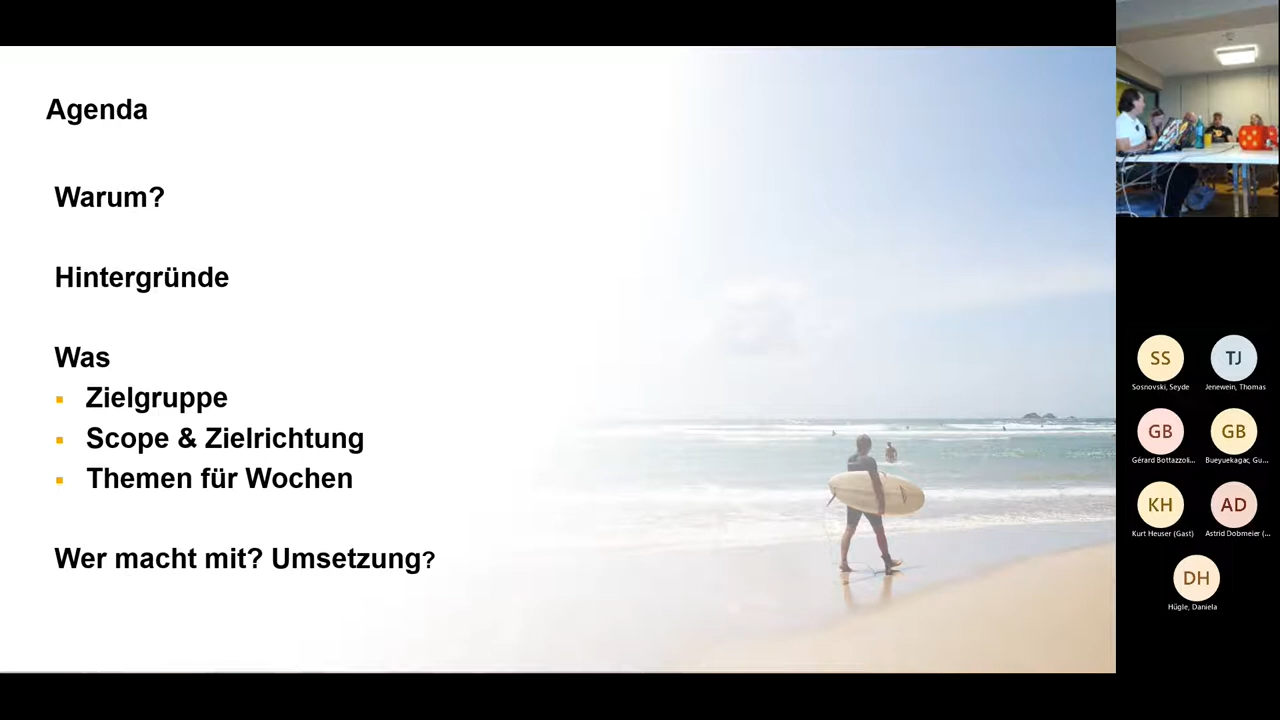 Agenda
Warum?
Hintergründe
Was
Zielgruppe
Scope & Zielrichtung
Themen für Wochen
Wer macht mit? Umsetzung?
SS
TJ
Sosnovski, Seyde
Jenewein, Thomas
GB
GB
Gérard Bottazzoli...
Bueyuekagac, Gu...
KH
AD
Kurt Heuser (Gast)
Astrid Dobmeier (...
DH
Hügle, Daniela